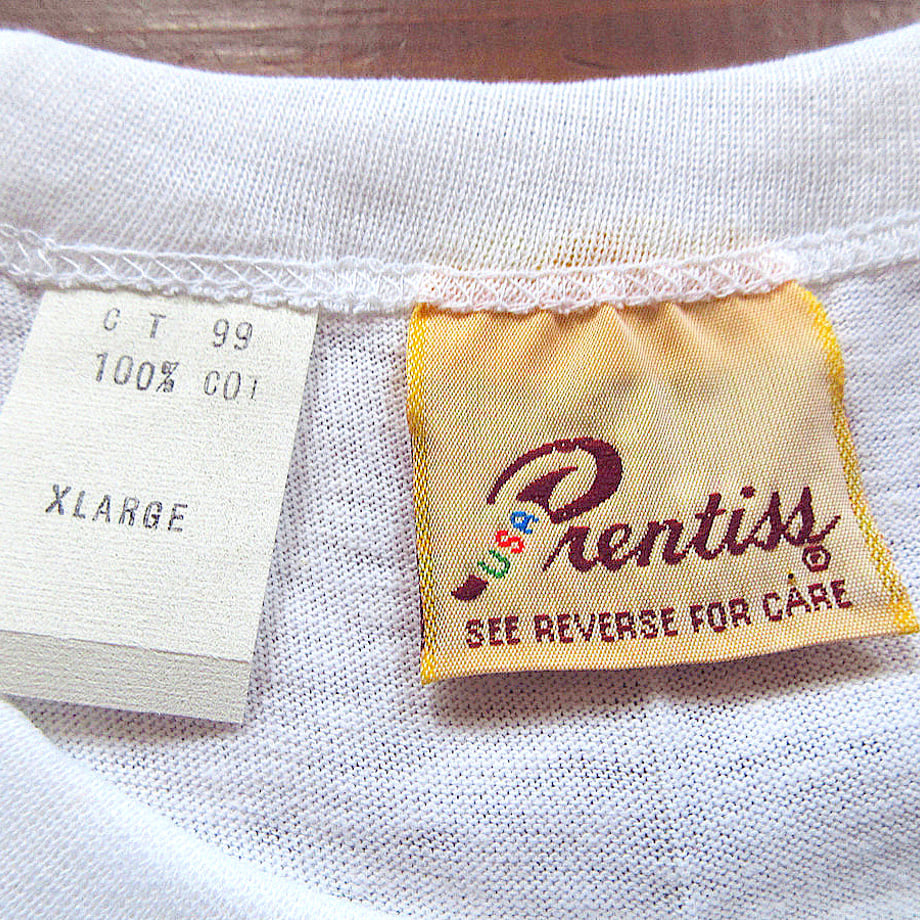 C T 99
100% COT
XLARGE
USA
Prentiss ®
SEE REVERSE FOR CARE